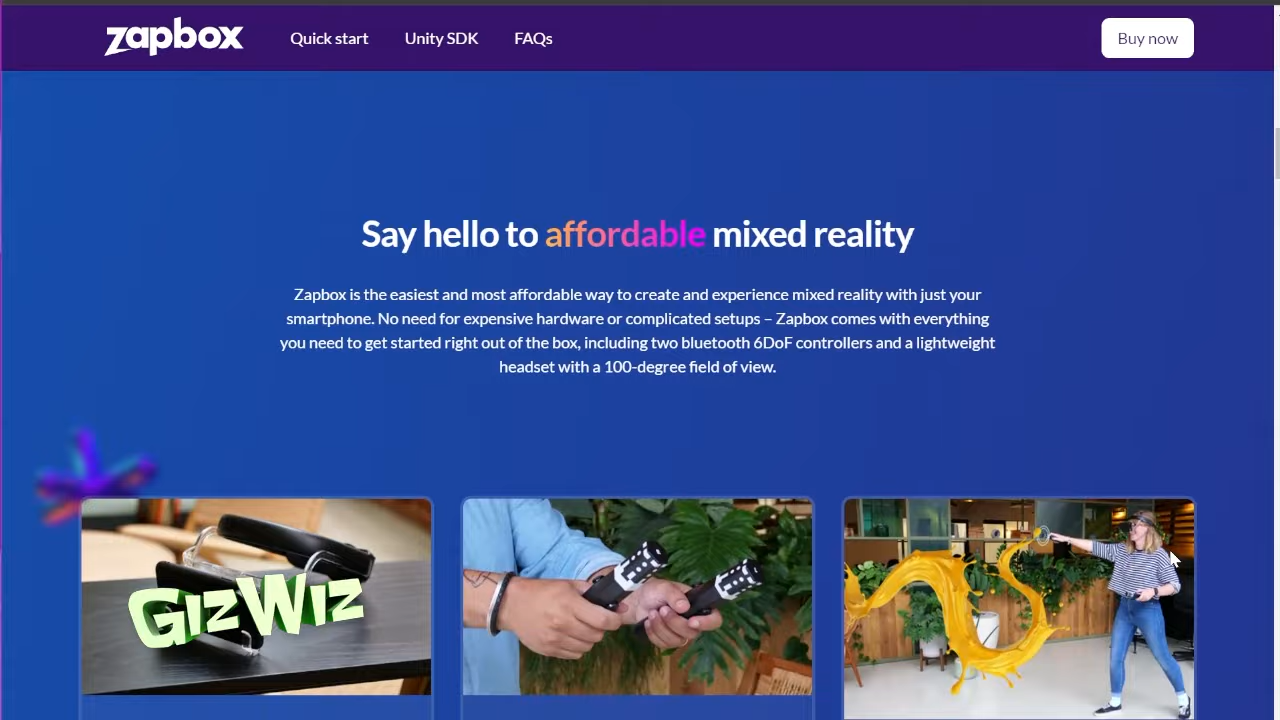 zapbox
Quick start
Unity SDK
FAQs
Buy now
Say hello to affordable mixed reality
Zapbox is the easiest and most affordable way to create and experience mixed reality with just your
smartphone. No need for expensive hardware or complicated setups – Zapbox comes with everything
you need to get started right out of the box, including two bluetooth 6DoF controllers and a lightweight
headset with a 100-degree field of view.
GIZWIZ